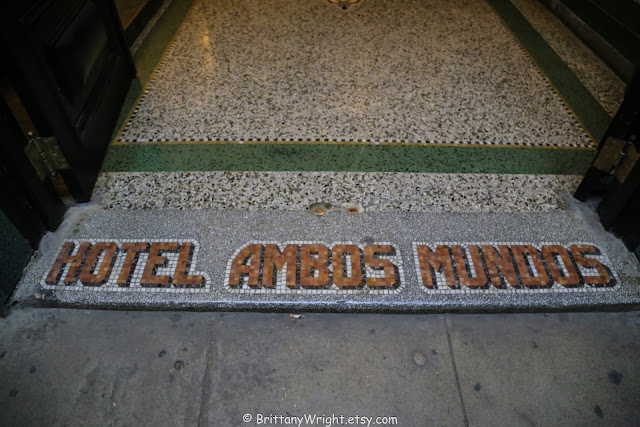 HOTEL AMBOS MUNDOS
© BrittanyWright.etsy.com